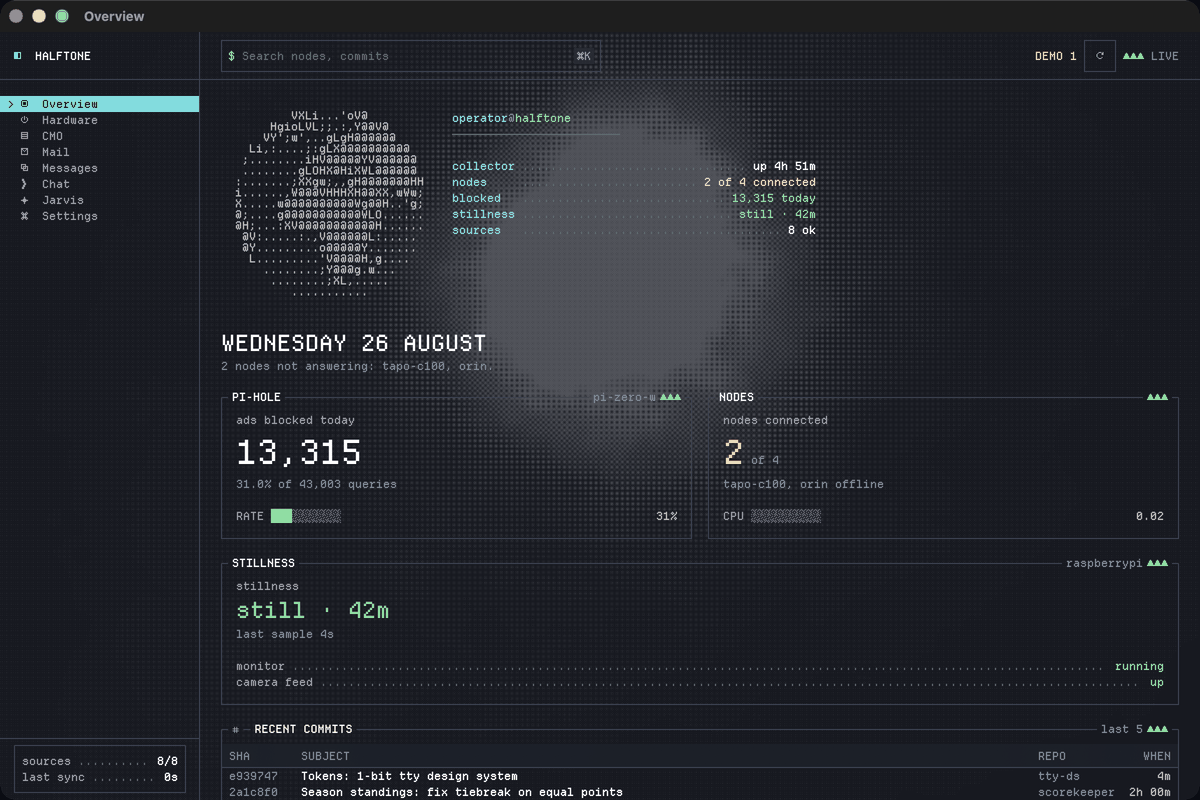 Overview
HALFTONE
$ Search nodes, commits ⌘K
DEMO 1
LIVE
Overview
Hardware
CMO
Mail
Messages
Chat
Jarvis
Settings
operator@halftone
collector up 4h 51m
nodes 2 of 4 connected
blocked 13,315 today
stillness still · 42m
sources 8 ok
WEDNESDAY 26 AUGUST
2 nodes not answering: tapo-c100, orin.
PI-HOLE pi-zero-w
ads blocked today
13,315
31.0% of 43,003 queries
RATE 31%
NODES
nodes connected
2 of 4
tapo-c100, orin offline
CPU 0.02
STILLNESS raspberrypi
stillness
still · 42m
last sample 4s
monitor running
camera feed up
# RECENT COMMITS last 5
SHA SUBJECT REPO WHEN
e939747 Tokens: 1-bit tty design system tty-ds 4m
2a1c8f0 Season standings: fix tiebreak on equal points scorekeeper 2h 00m
sources .......... 8/8
last sync ......... 0s